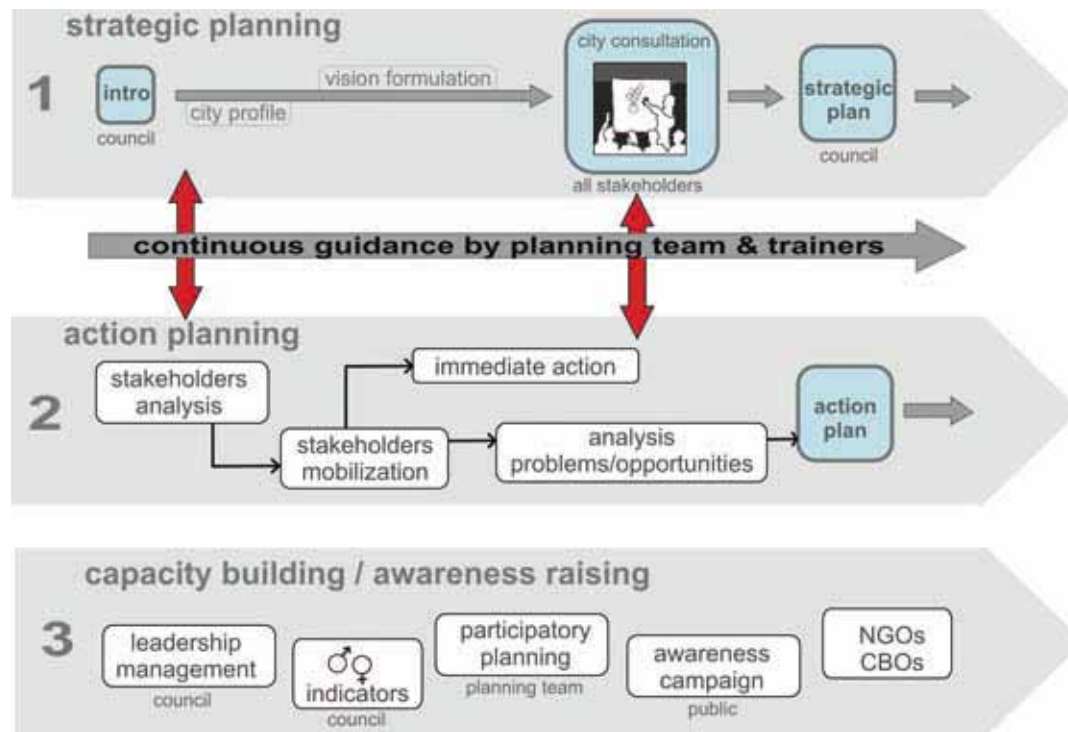 strategic planning
1
intro
council
city profile
vision formulation
city consultation
all stakeholders
strategic
plan
council
continuous guidance by planning team & trainers
action planning
2
stakeholders
analysis
stakeholders
mobilization
immediate action
analysis
problems/opportunities
action
plan
capacity building / awareness raising
3
leadership
management
council
indicators
council
participatory
planning
planning team
awareness
campaign
public
NGOs
CBOs